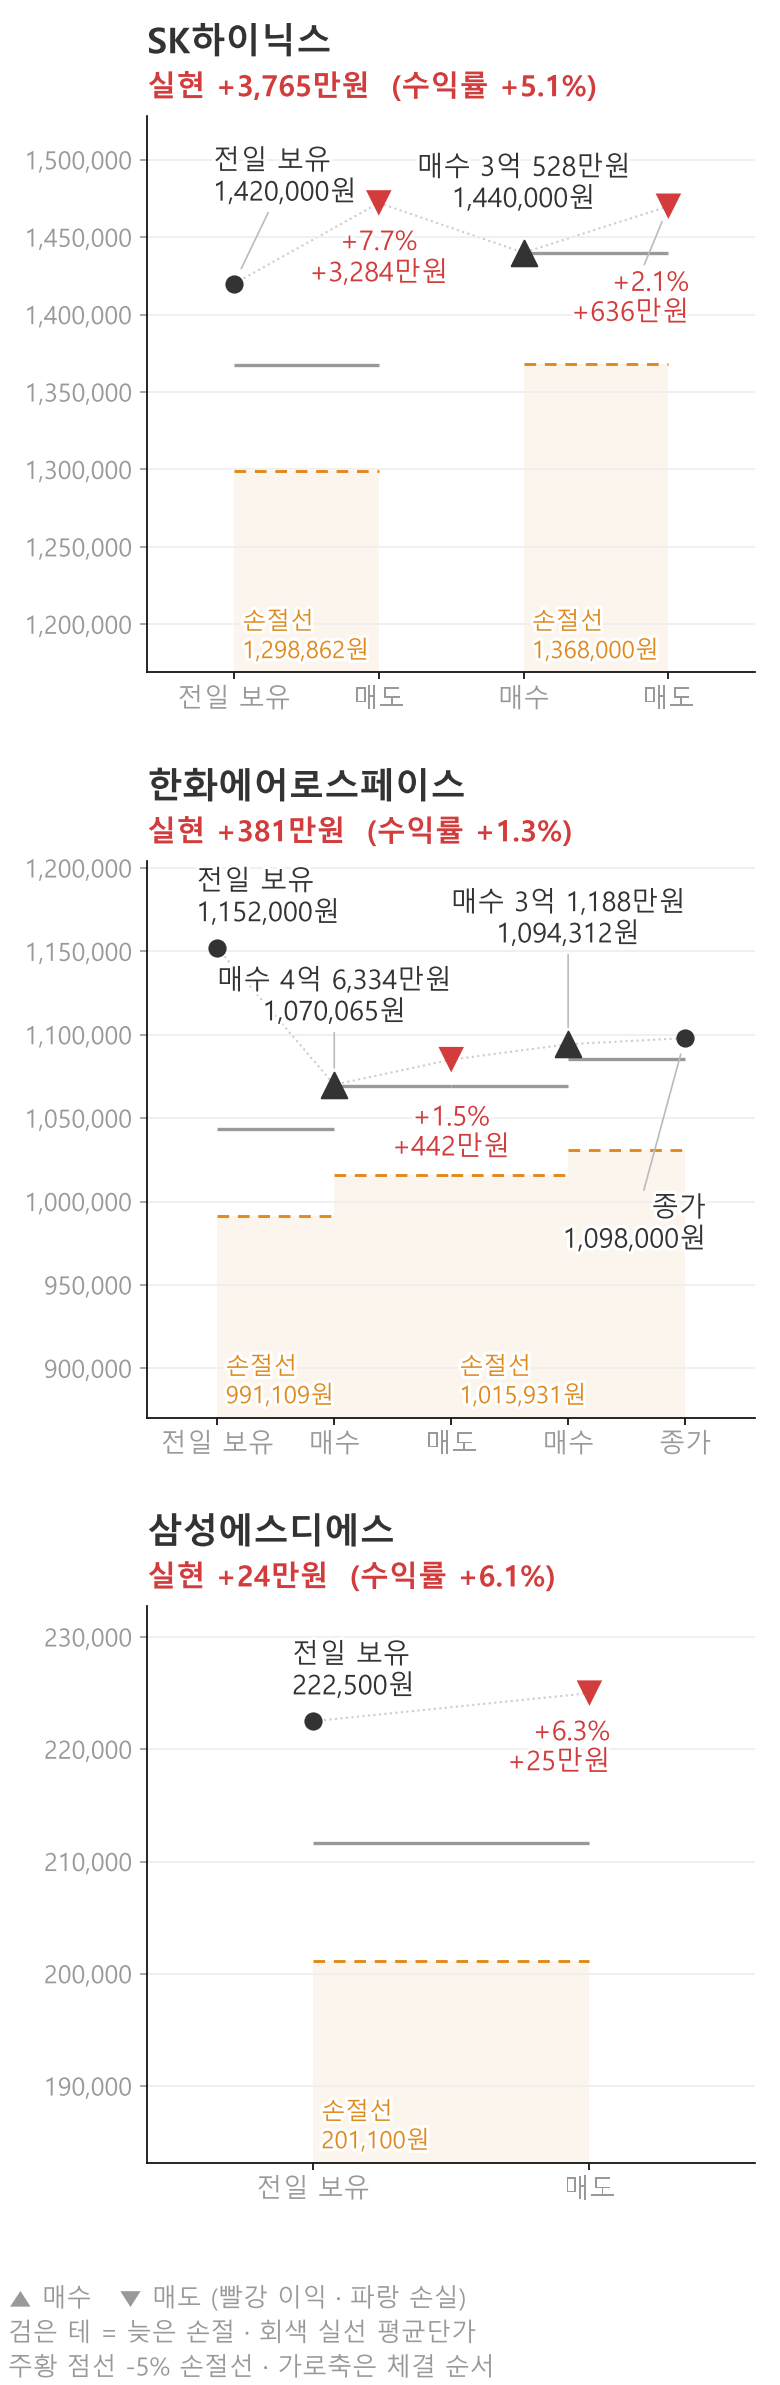 SK하이닉스
실현 +3,765만원 (수익률 +5.1%)
1,500,000
1,450,000
1,400,000
1,350,000
1,300,000
1,250,000
1,200,000
전일 보유
1,420,000원
+7.7%
+3,284만원
매수 3억 528만원
1,440,000원
+2.1%
+636만원
손절선
1,298,862원
손절선
1,368,000원
전일 보유 매도 매수 매도
한화에어로스페이스
실현 +381만원 (수익률 +1.3%)
1,200,000
1,150,000
1,100,000
1,050,000
1,000,000
950,000
900,000
전일 보유
1,152,000원
매수 4억 6,334만원
1,070,065원
+1.5%
+442만원
매수 3억 1,188만원
1,094,312원
종가
1,098,000원
손절선
991,109원
손절선
1,015,931원
전일 보유 매수 매도 매수 종가
삼성에스디에스
실현 +24만원 (수익률 +6.1%)
230,000
220,000
210,000
200,000
190,000
전일 보유
222,500원
+6.3%
+25만원
손절선
201,100원
전일 보유 매도
▲ 매수 ▼ 매도 (빨강 이익 · 파랑 손실)
검은 테 = 늦은 손절 · 회색 실선 평균단가
주황 점선 -5% 손절선 · 가로축은 체결 순서